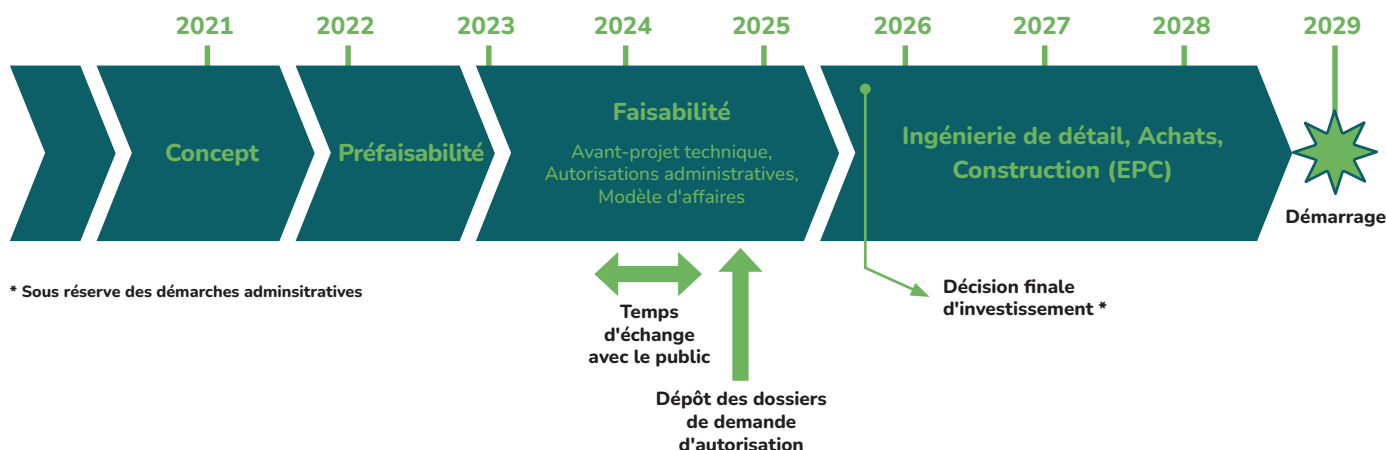 2021 2022 2023 2024 2025 2026 2027 2028 2029
Concept
Préfaisabilité
Faisabilité
Avant-projet technique,
Autorisations administratives,
Modèle d'affaires
Ingénierie de détail, Achats,
Construction (EPC)
Démarrage
* Sous réserve des démarches adminsitratives
Temps
d'échange
avec le public
Dépôt des dossiers
de demande
d'autorisation
Décision finale
d'investissement *